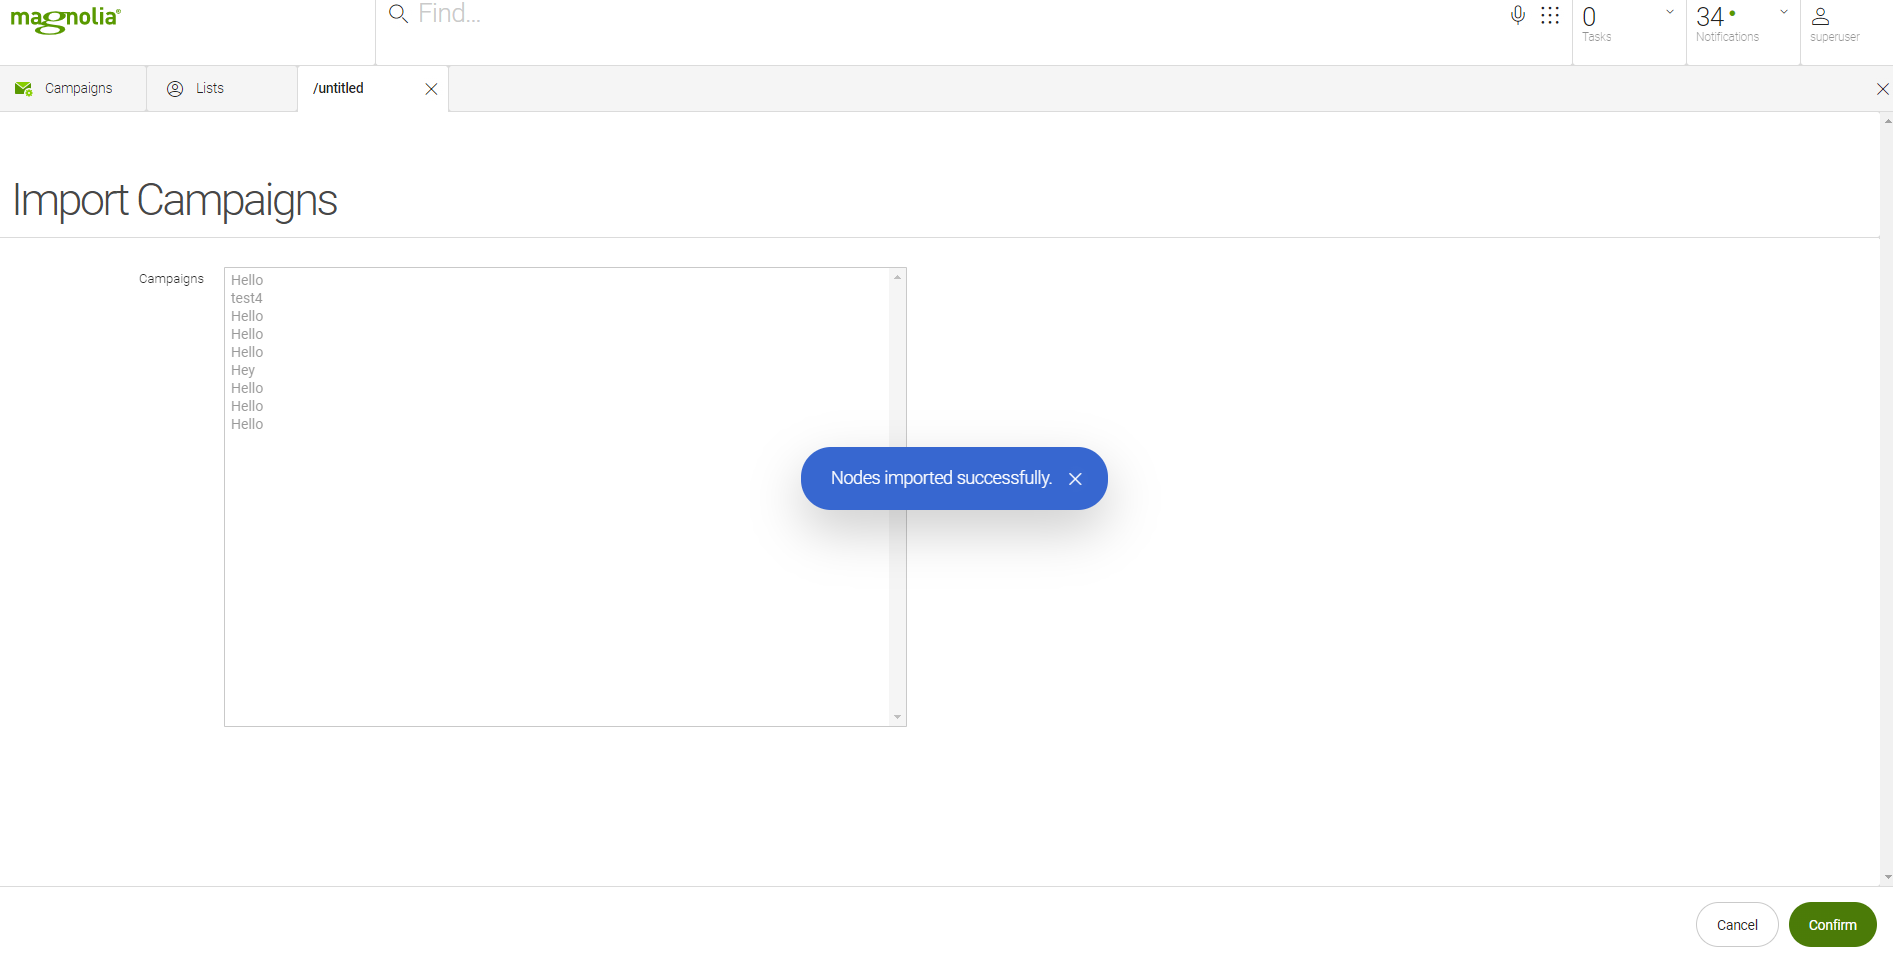 magnolia®
Find...
0
Tasks
34
Notifications
superuser
Campaigns
Lists
/untitled
Import Campaigns
Campaigns
Hello
test4
Hello
Hello
Hello
Hey
Hello
Hello
Hello
Nodes imported successfully.
Cancel
Confirm